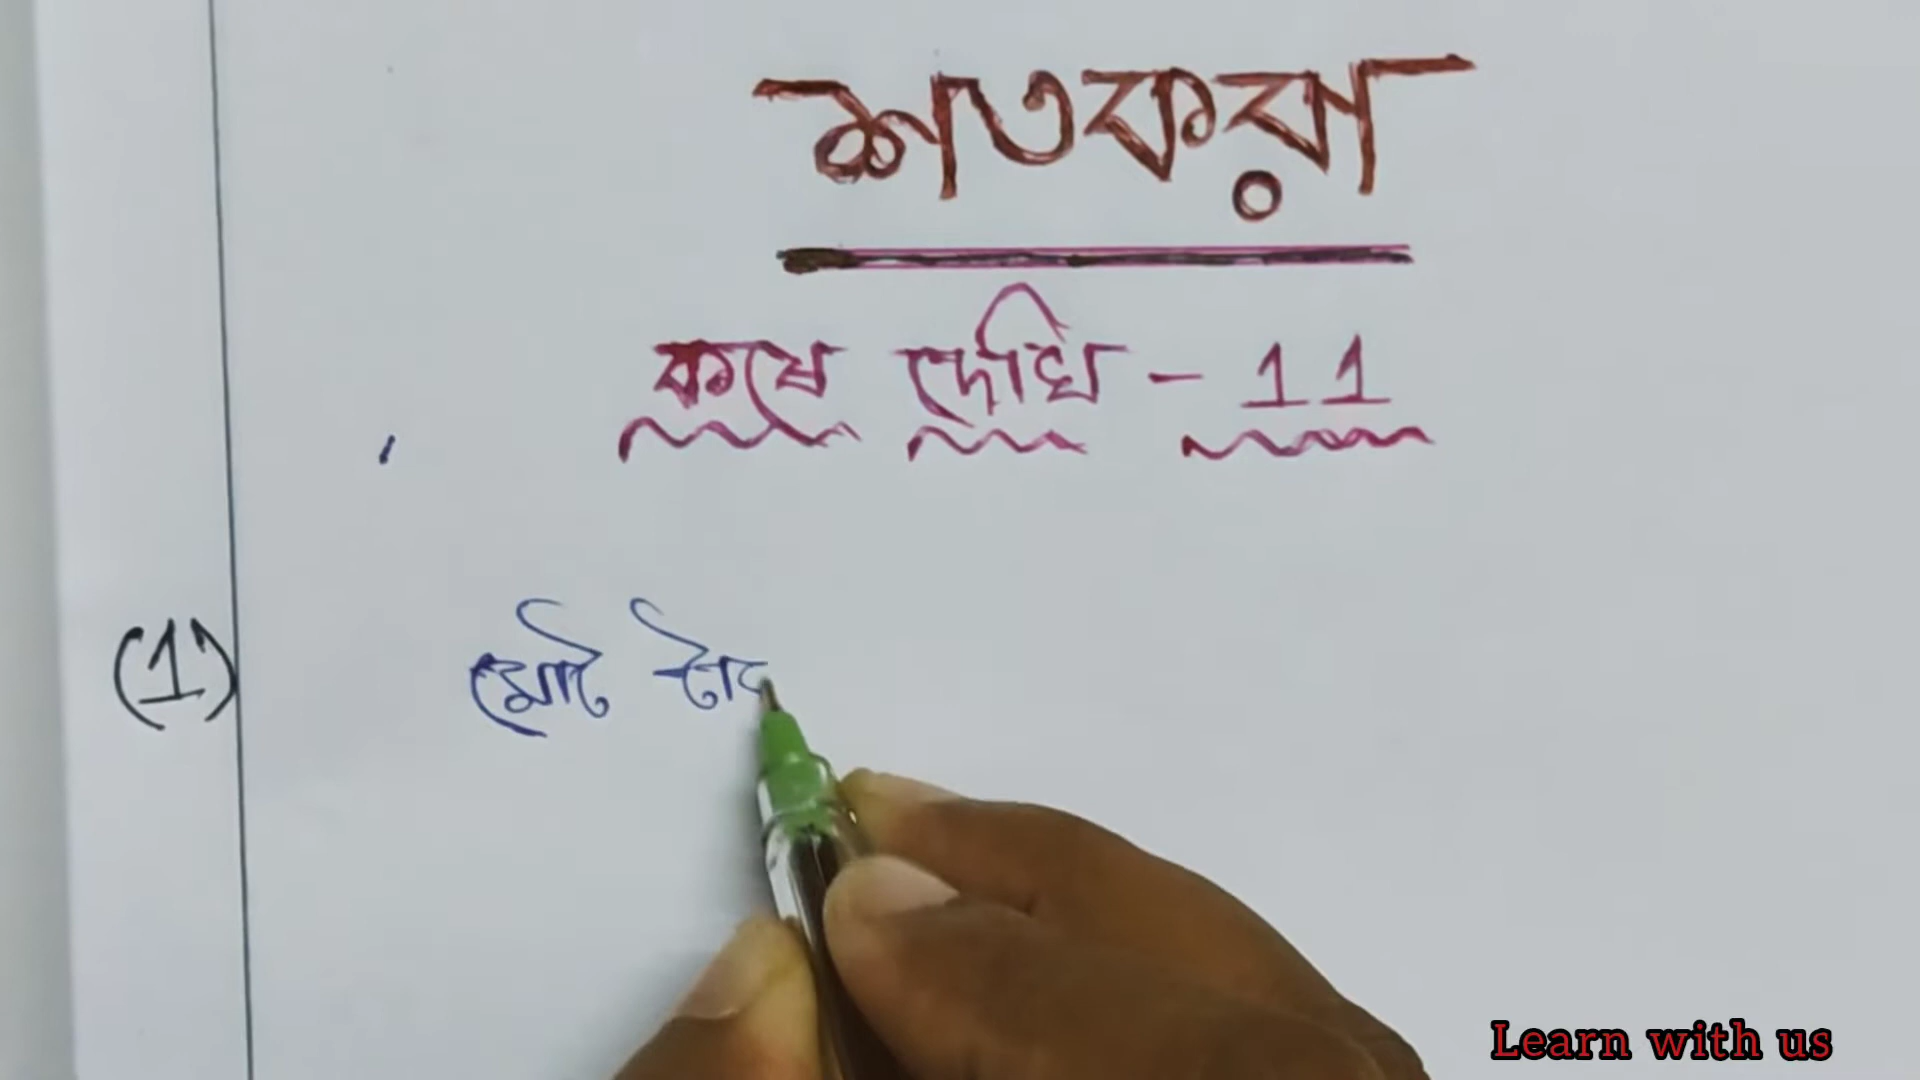 শতকরা
কষে দেখি - 11
(1) মোট টাব
Learn with us